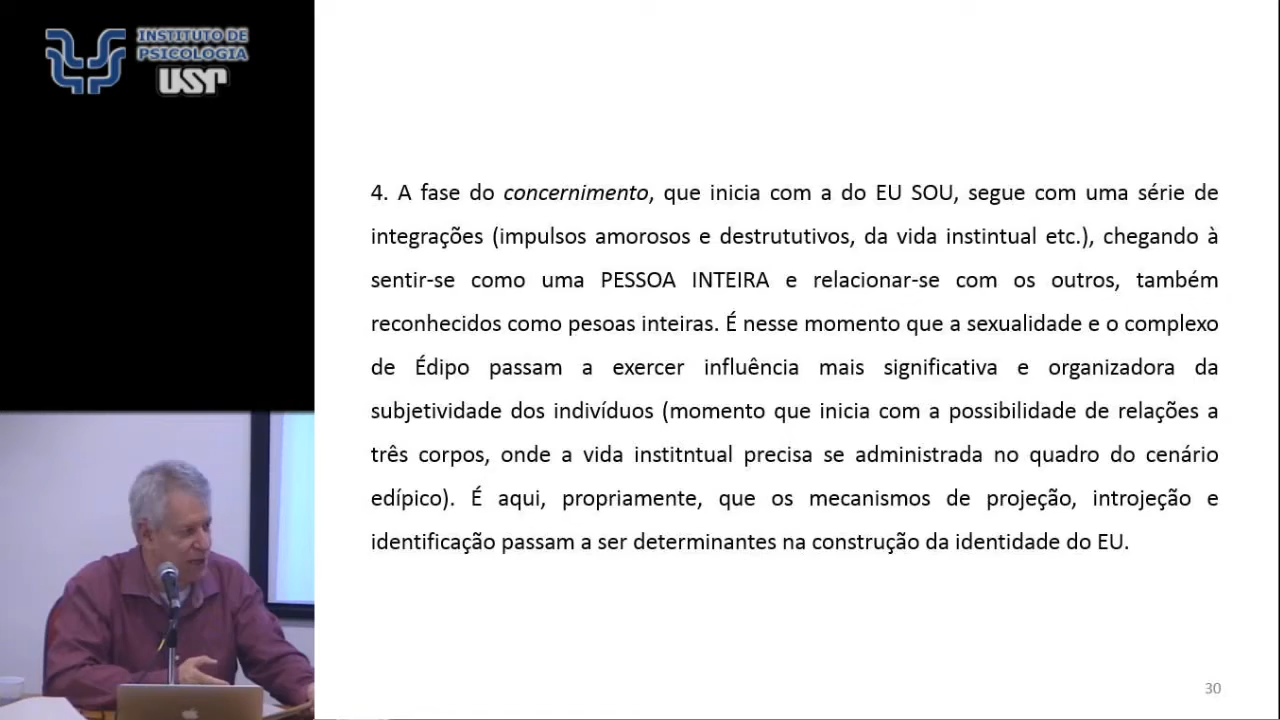 INSTITUTO DE
PSICOLOGIA
USP
4. A fase do concernimento, que inicia com a do EU SOU, segue com uma série de
integrações (impulsos amorosos e destrututivos, da vida instintual etc.), chegando à
sentir-se como uma PESSOA INTEIRA e relacionar-se com os outros, também
reconhecidos como pesoas inteiras. É nesse momento que a sexualidade e o complexo
de Édipo passam a exercer influência mais significativa e organizadora da
subjetividade dos indivíduos (momento que inicia com a possibilidade de relações a
três corpos, onde a vida institntual precisa se administrada no quadro do cenário
edípico). É aqui, propriamente, que os mecanismos de projeção, introjeção e
identificação passam a ser determinantes na construção da identidade do EU.
30